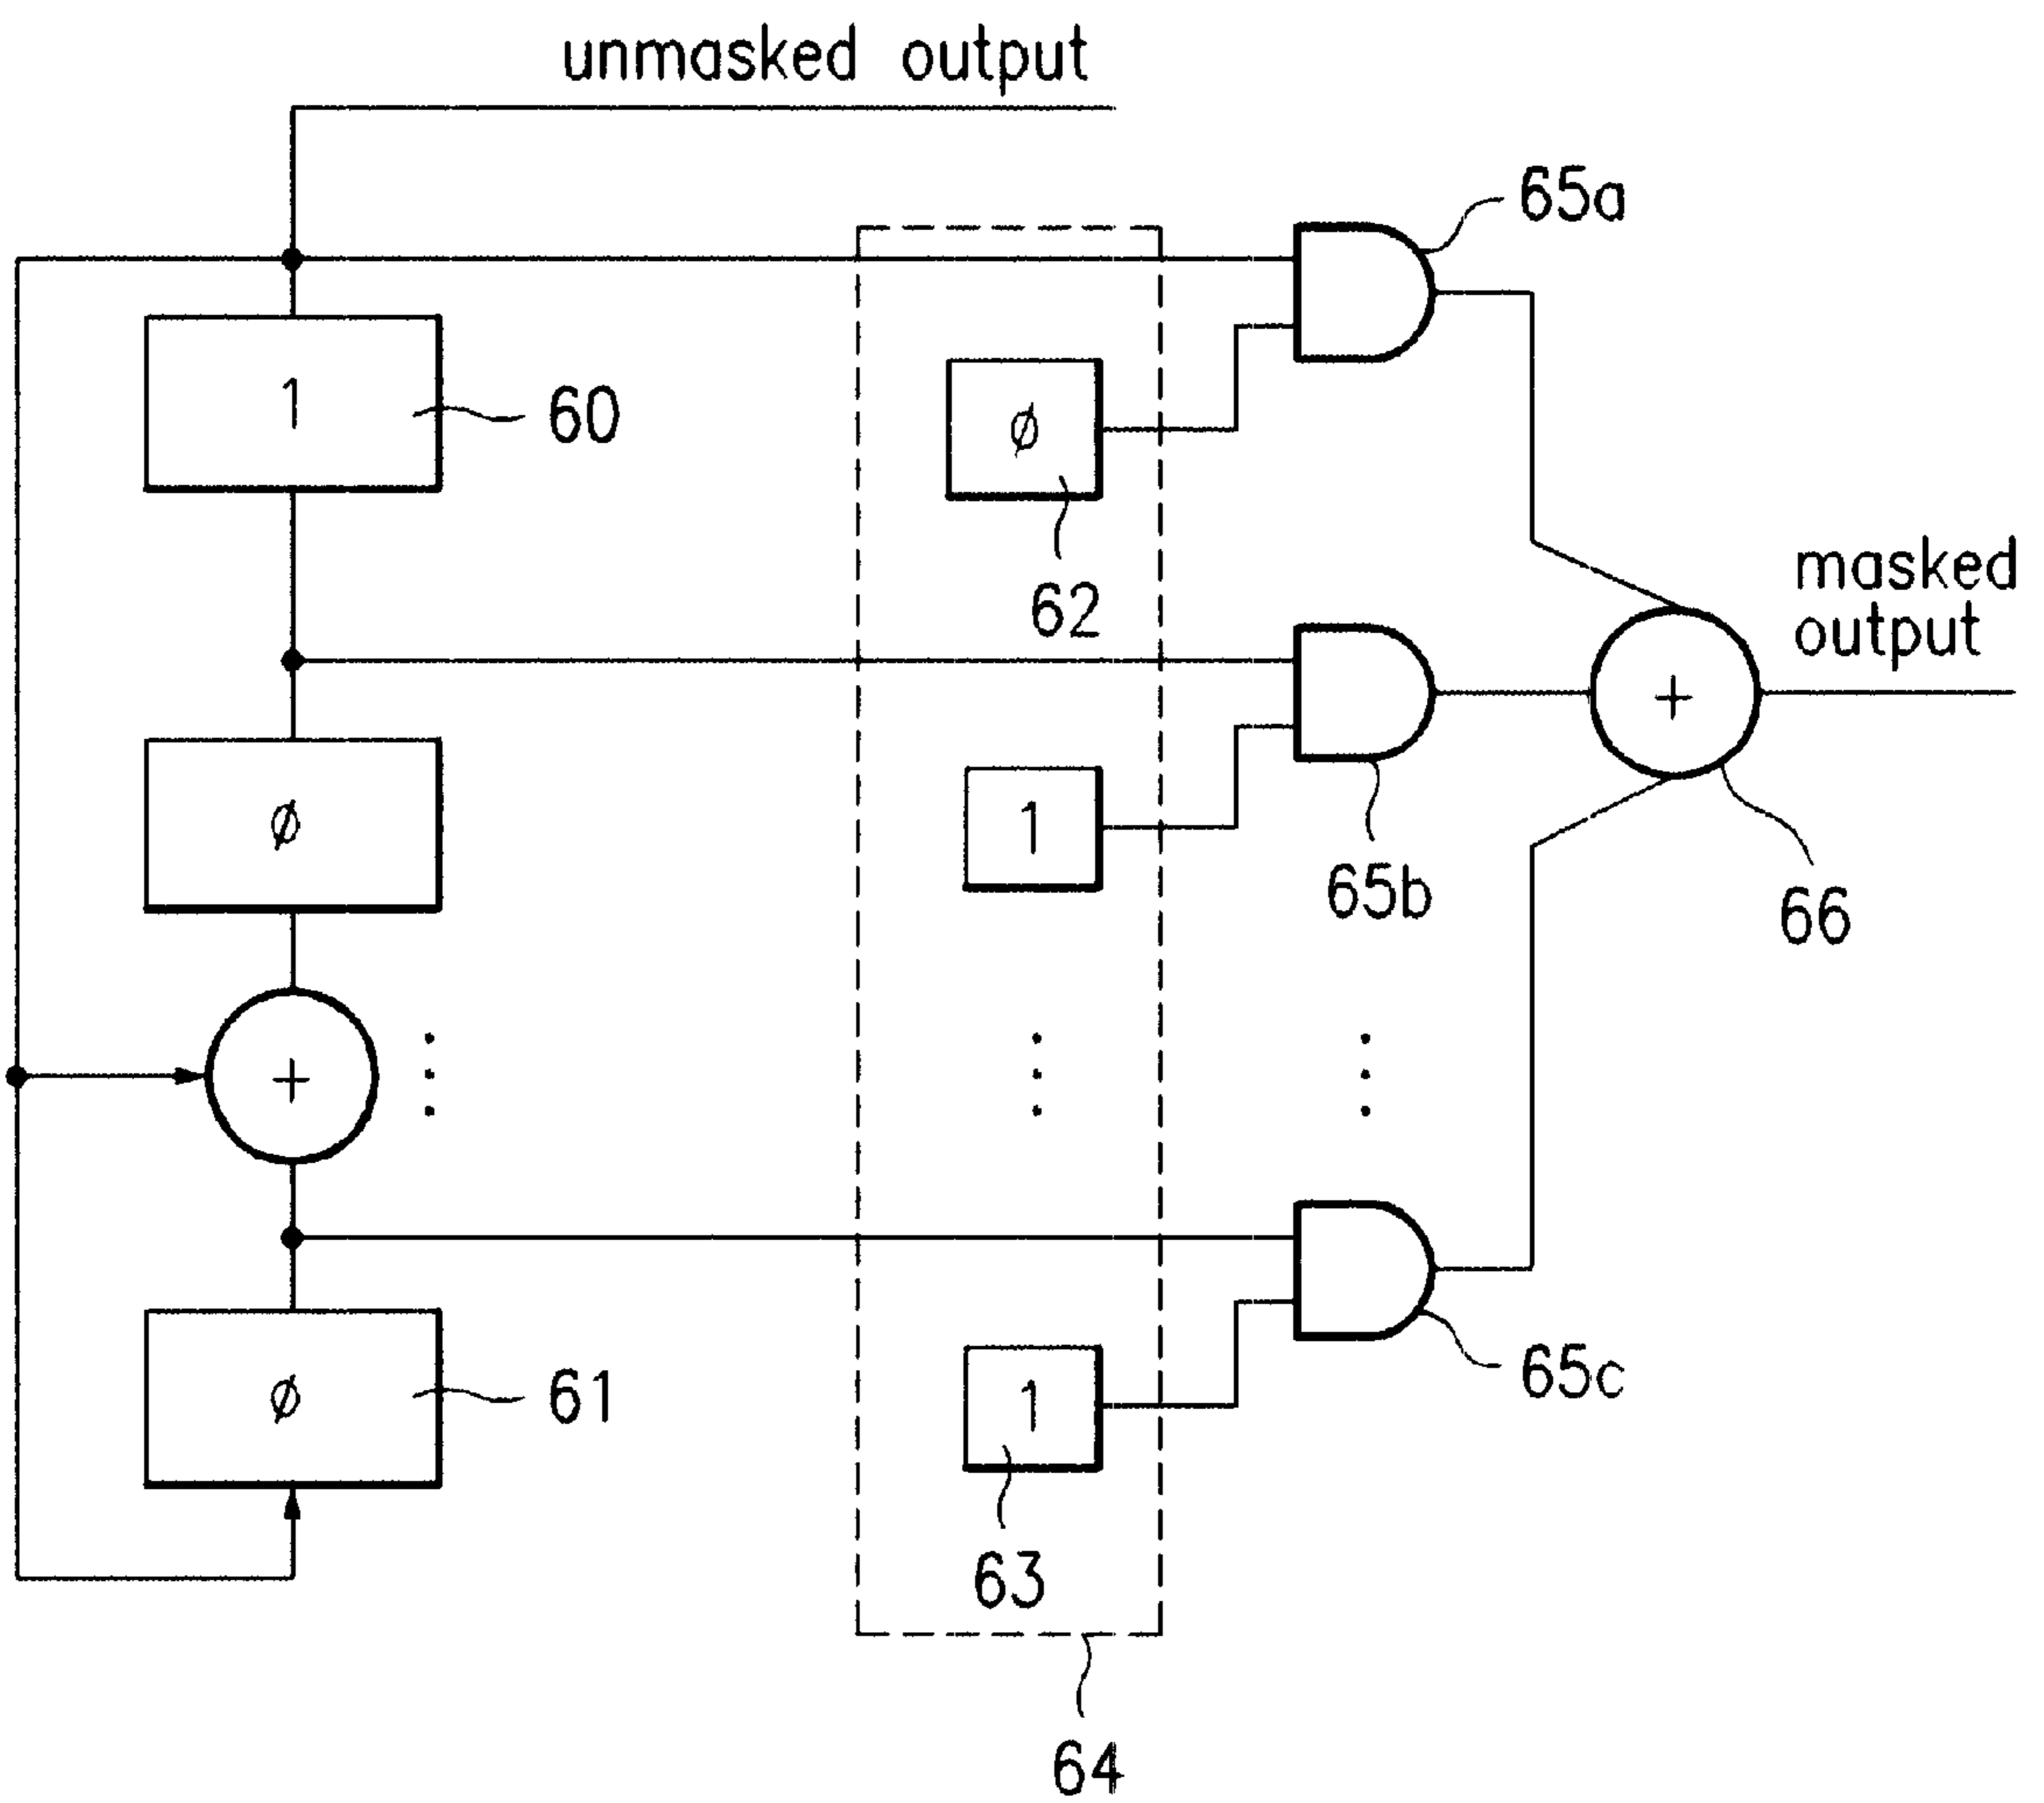 unmasked output
65a
1
60
ø
62
masked
output
ø
1
65b
66
+
+
ø
61
1
63
65c
64